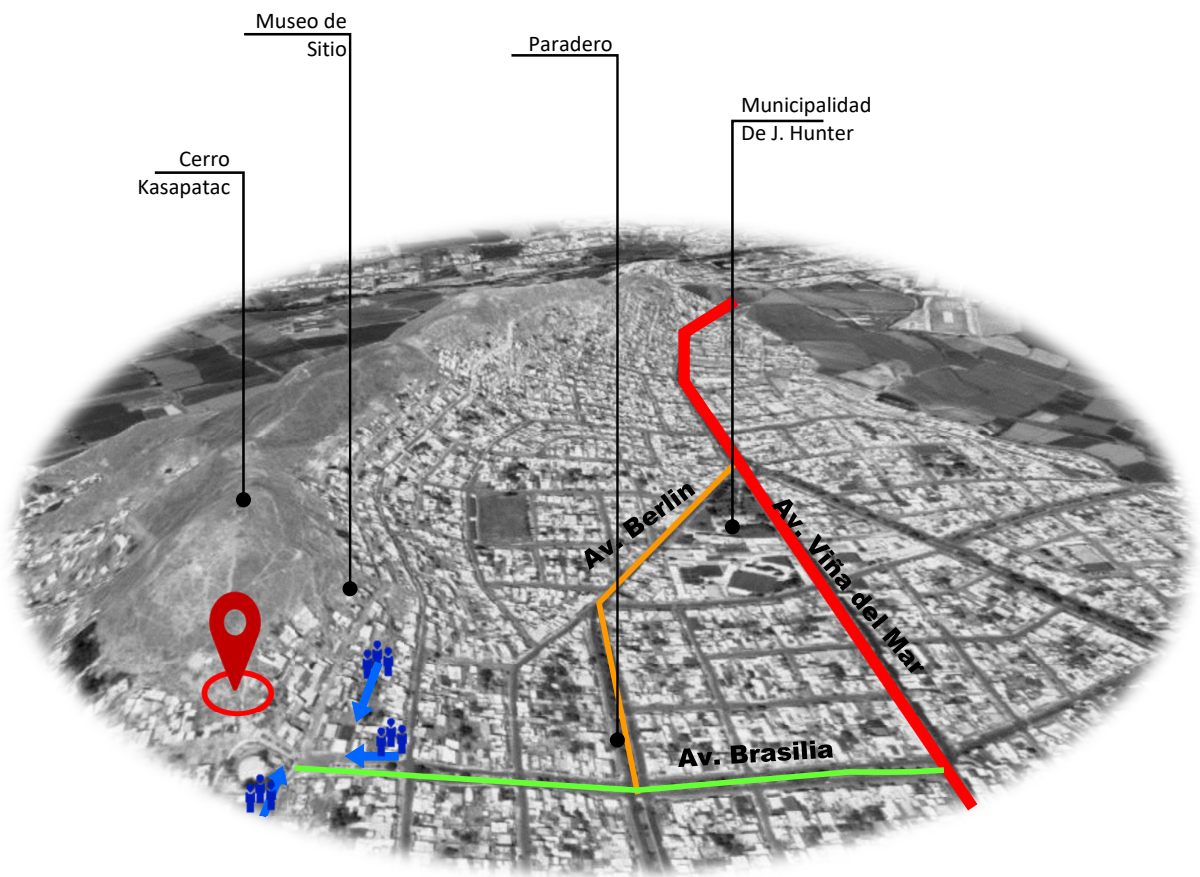 Museo de
Sitio
Paradero
Municipalidad
De J. Hunter
Cerro
Kasapatac
Av. Berlin
Av. Viña del Mar
Av. Brasilia